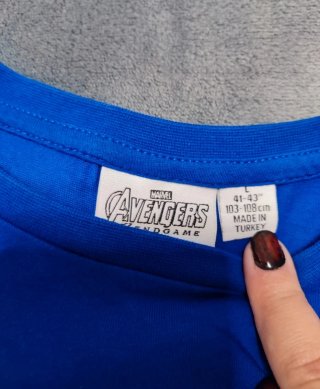 MARVEL
AVENGERS
ENDGAME
L
41-43"
103-108cm
MADE IN
TURKEY